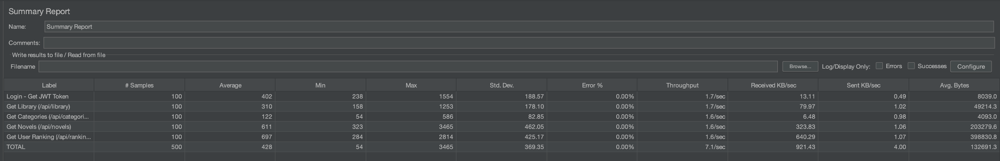 Summary Report
Name: Summary Report
Comments:
Write results to file / Read from file
Filename Browse... Log/Display Only: Errors Successes Configure
Label # Samples Average Min Max Std. Dev. Error % Throughput Received KB/sec Sent KB/sec Avg. Bytes
Login - Get JWT Token 100 402 238 1554 188.57 0.00% 1.7/sec 13.11 0.49 8039.0
Get Library (/api/library) 100 310 158 1253 178.10 0.00% 1.7/sec 79.97 1.02 49214.3
Get Categories (/api/categori... 100 122 54 586 82.85 0.00% 1.6/sec 6.48 0.98 4093.0
Get Novels (/api/novels) 100 611 323 3465 462.05 0.00% 1.6/sec 323.83 1.06 203279.6
Get User Ranking (/api/rankin... 100 697 284 2814 425.17 0.00% 1.6/sec 640.29 1.07 398830.8
TOTAL 500 428 54 3465 369.35 0.00% 7.1/sec 921.43 4.00 132691.3